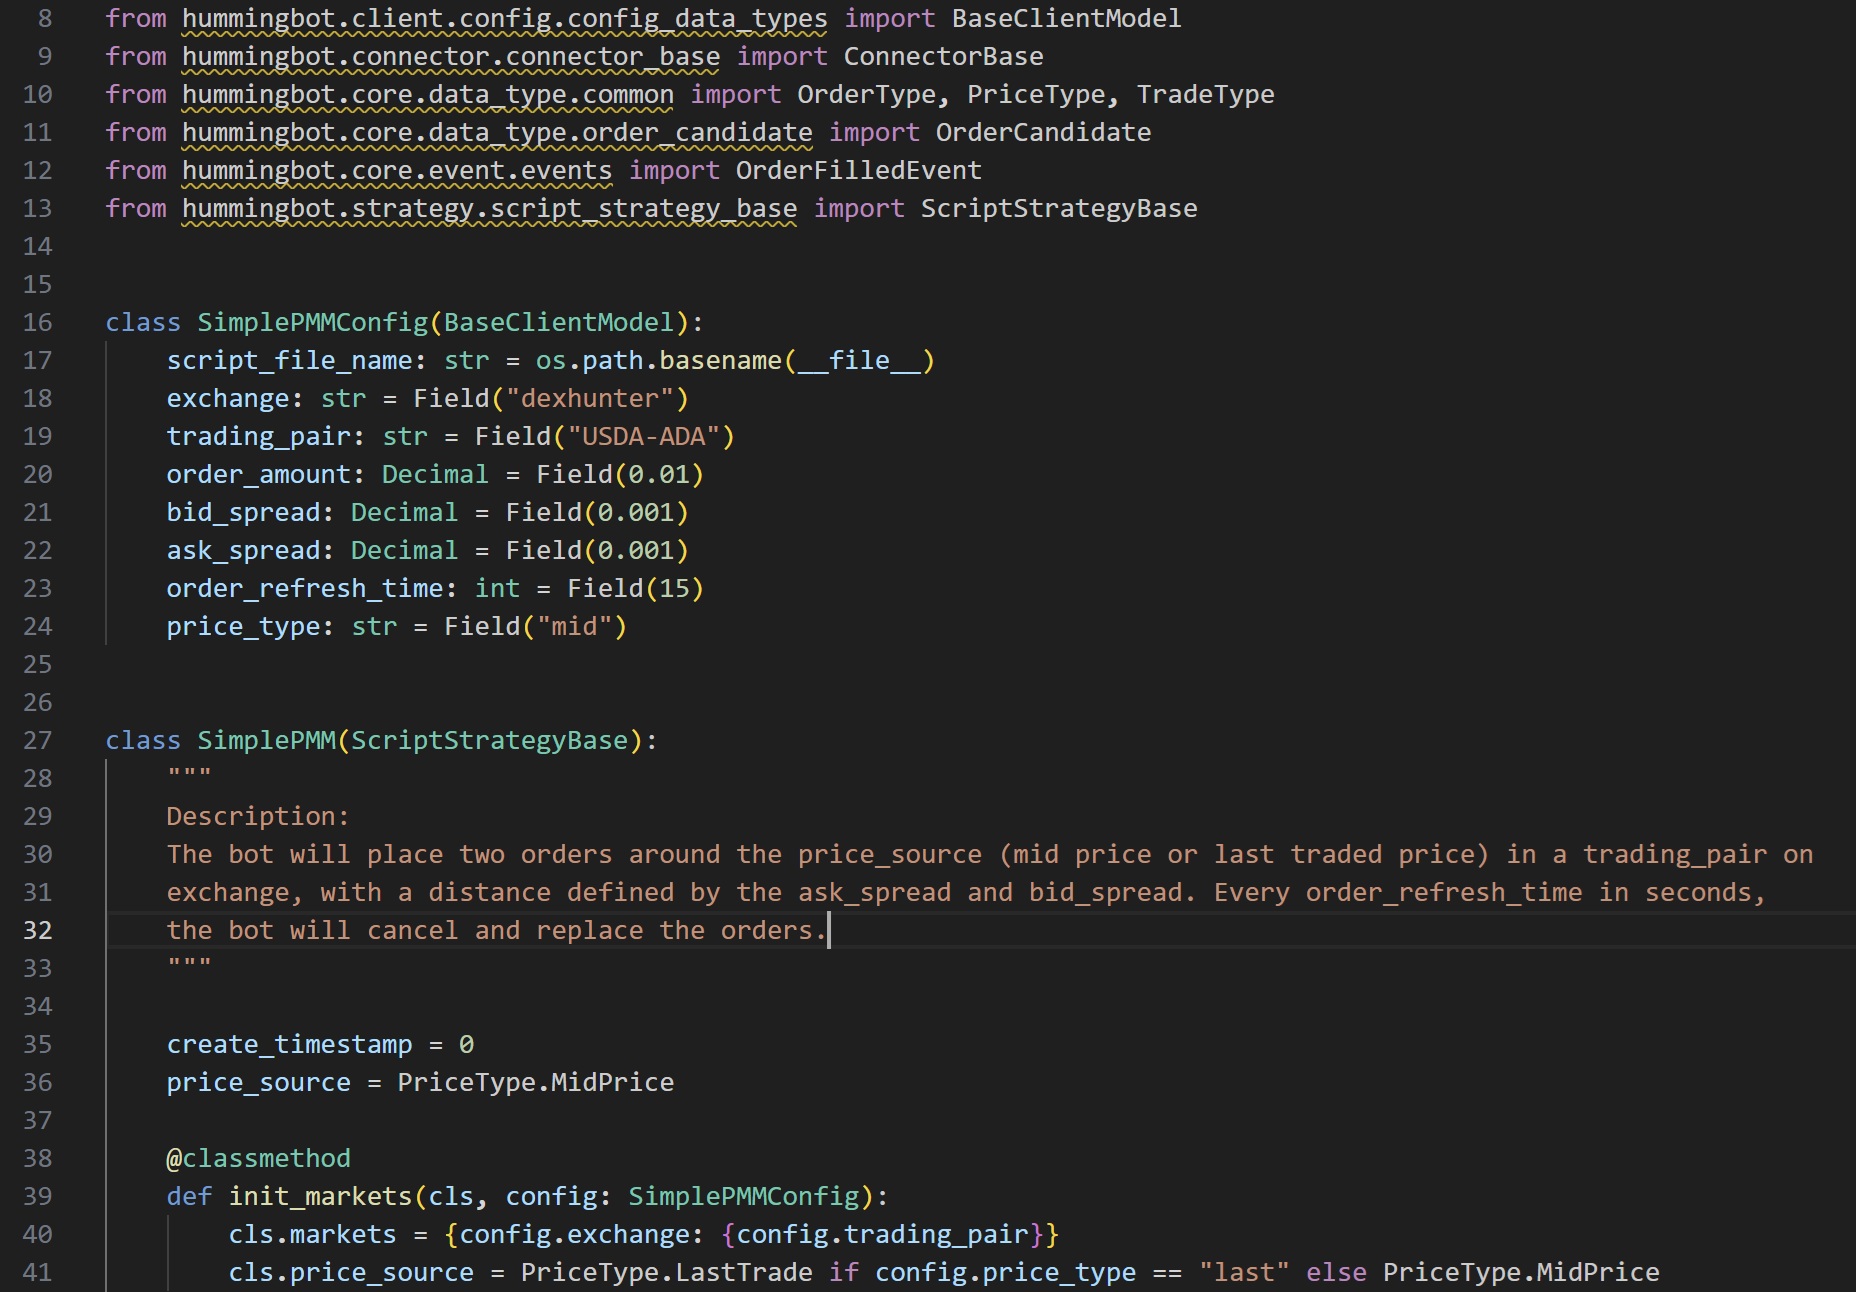 8 from hummingbot.client.config.config_data_types import BaseClientModel
9 from hummingbot.connector.connector_base import ConnectorBase
10 from hummingbot.core.data_type.common import OrderType, PriceType, TradeType
11 from hummingbot.core.data_type.order_candidate import OrderCandidate
12 from hummingbot.core.event.events import OrderFilledEvent
13 from hummingbot.strategy.script_strategy_base import ScriptStrategyBase
14
15
16 class SimplePMMConfig(BaseClientModel):
17     script_file_name: str = os.path.basename(__file__)
18     exchange: str = Field("dexhunter")
19     trading_pair: str = Field("USDA-ADA")
20     order_amount: Decimal = Field(0.01)
21     bid_spread: Decimal = Field(0.001)
22     ask_spread: Decimal = Field(0.001)
23     order_refresh_time: int = Field(15)
24     price_type: str = Field("mid")
25
26
27 class SimplePMM(ScriptStrategyBase):
28     """
29     Description:
30     The bot will place two orders around the price_source (mid price or last traded price) in a trading_pair on
31     exchange, with a distance defined by the ask_spread and bid_spread. Every order_refresh_time in seconds,
32     the bot will cancel and replace the orders.
33     """
34
35     create_timestamp = 0
36     price_source = PriceType.MidPrice
37
38     @classmethod
39     def init_markets(cls, config: SimplePMMConfig):
40         cls.markets = {config.exchange: {config.trading_pair}}
41         cls.price_source = PriceType.LastTrade if config.price_type == "last" else PriceType.MidPrice